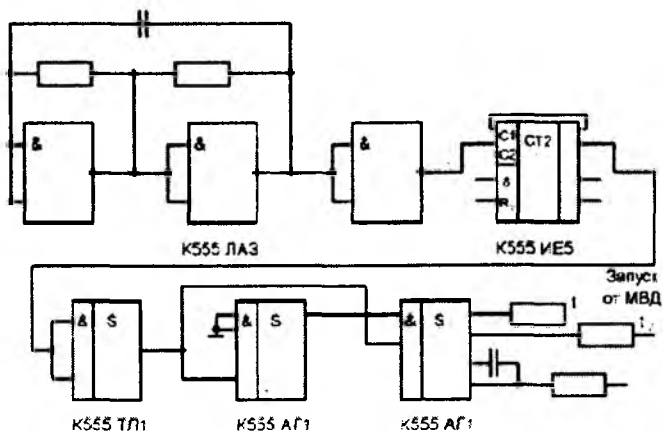 &
&
&
C1
C2
&
R
CT2
К555 ЛА3
К555 ИЕ5
Запуск
от МВД
& S
& S
& S
t
t
К555 ТЛ1
К555 АГ1
К555 АГ1